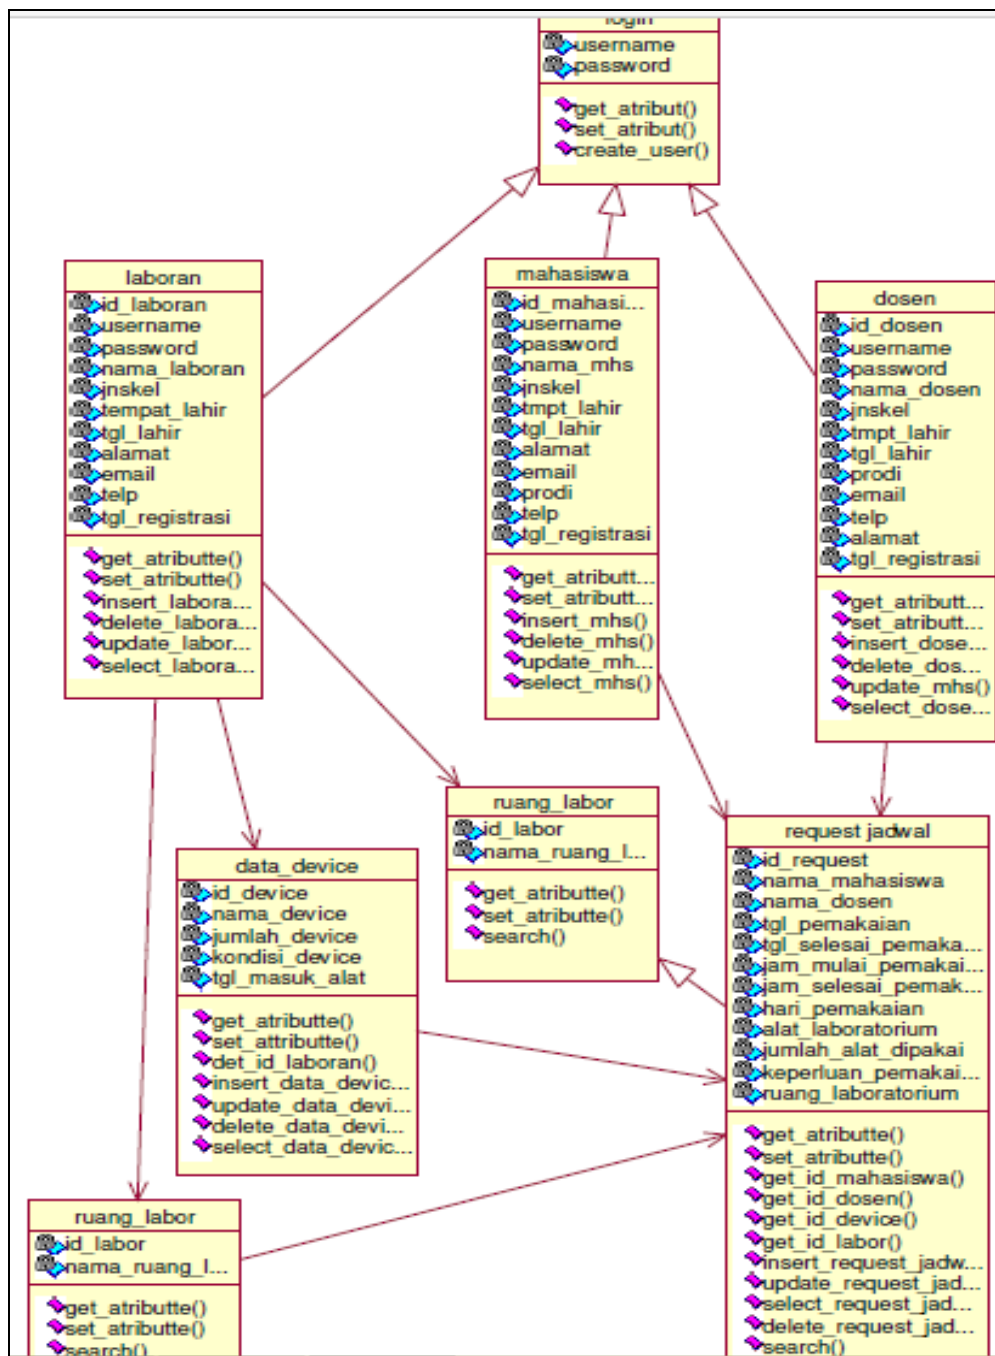 login
username
password
get_atribut()
set_atribut()
create_user()
laboran
id_laboran
username
password
nama_laboran
jnskel
tempat_lahir
tgl_lahir
alamat
email
telp
tgl_registrasi
get_atributte()
set_atributte()
insert_labora...
delete_labora...
update_labor...
select_labora...
mahasiswa
id_mahasi...
username
password
nama_mhs
jnskel
tmpt_lahir
tgl_lahir
alamat
email
prodi
telp
tgl_registrasi
get_atributt...
set_atributt...
insert_mhs()
delete_mhs()
update_mh...
select_mhs()
dosen
id_dosen
username
password
nama_dosen
jnskel
tmpt_lahir
tgl_lahir
prodi
email
telp
alamat
tgl_registrasi
get_atributt...
set_atributt...
insert_dose...
delete_dos...
update_mhs()
select_dose...
ruang_labor
id_labor
nama_ruang_l...
get_atributte()
set_atributte()
search()
data_device
id_device
nama_device
jumlah_device
kondisi_device
tgl_masuk_alat
get_atributte()
set_attributte()
det_id_laboran()
insert_data_devic...
update_data_devi...
delete_data_devi...
select_data_devic...
request jadwal
id_request
nama_mahasiswa
nama_dosen
tgl_pemakaian
tgl_selesai_pemaka...
jam_mulai_pemakai...
jam_selesai_pemak...
hari_pemakaian
alat_laboratorium
jumlah_alat_dipakai
keperluan_pemakai...
ruang_laboratorium
get_atributte()
set_atributte()
get_id_mahasiswa()
get_id_dosen()
get_id_device()
get_id_labor()
insert_request_jadw...
update_request_jad...
select_request_jad...
delete_request_jad...
search()
ruang_labor
id_labor
nama_ruang_l...
get_atributte()
set_atributte()
search()